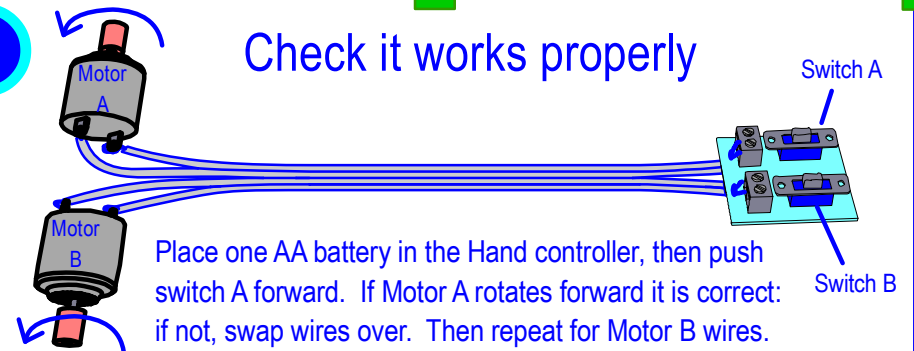 Check it works properly
Motor
A
Switch A
Motor
B
Place one AA battery in the Hand controller, then push
switch A forward. If Motor A rotates forward it is correct:
if not, swap wires over. Then repeat for Motor B wires.
Switch B